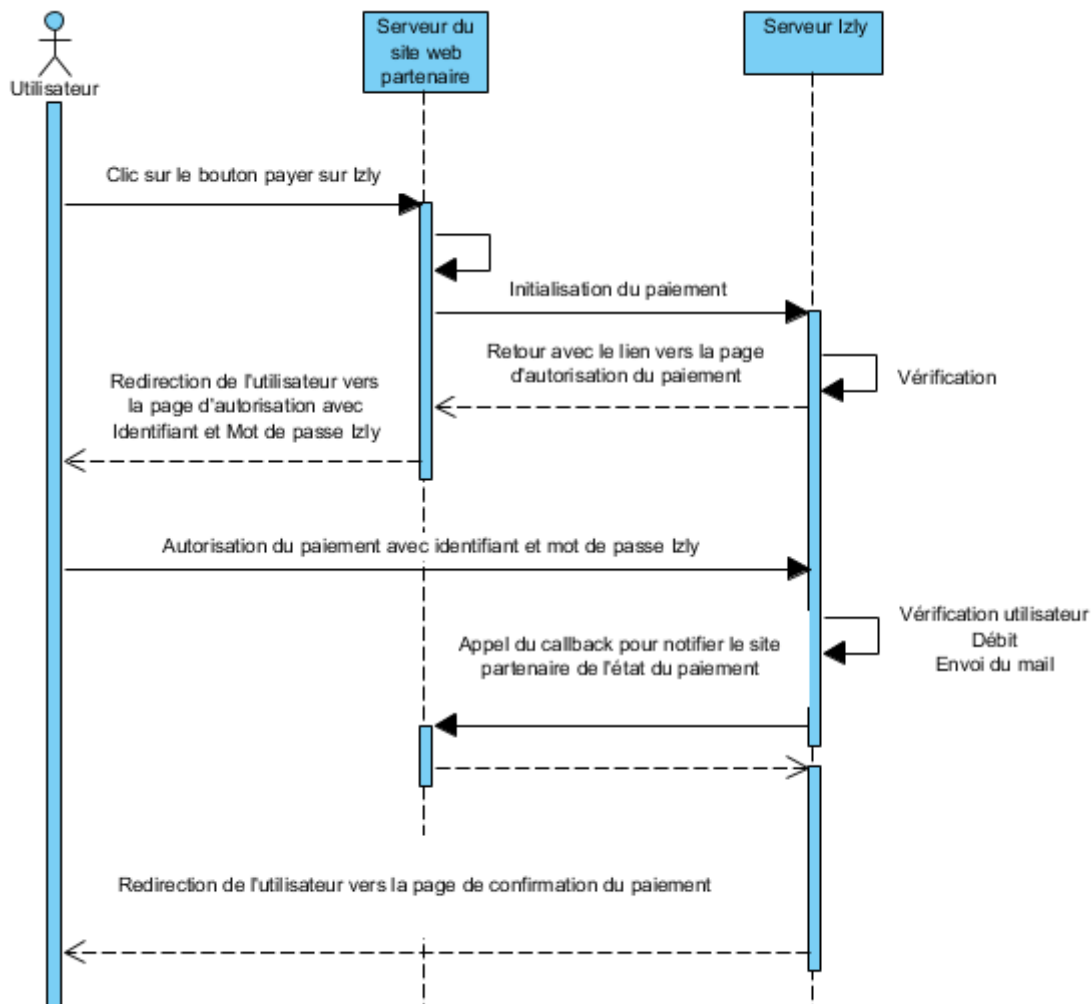 Utilisateur
Serveur du
site web
partenaire
Serveur Izly
Clic sur le bouton payer sur Izly
Initialisation du paiement
Retour avec le lien vers la page
d'autorisation du paiement
Vérification
Redirection de l'utilisateur vers
la page d'autorisation avec
Identifiant et Mot de passe Izly
Autorisation du paiement avec identifiant et mot de passe Izly
Vérification utilisateur
Débit
Envoi du mail
Appel du callback pour notifier le site
partenaire de l'état du paiement
Redirection de l'utilisateur vers la page de confirmation du paiement